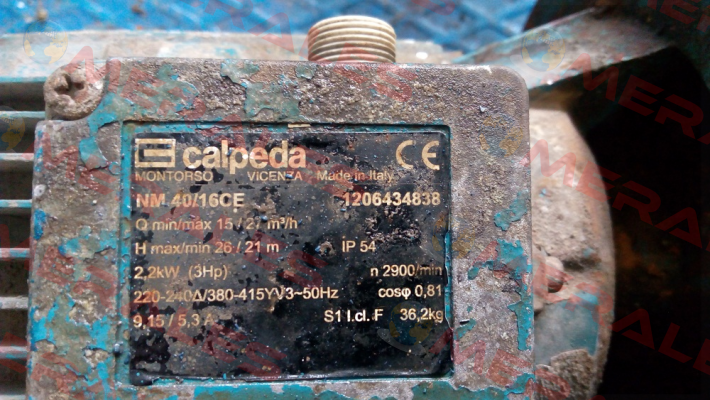 calpeda CE
MONTORSO VICENZA Made in Italy
NM 40/16CE 1206434838
Q min/max 15 / 27 m³/h
H max/min 26 / 21 m IP 54
2,2kW (3Hp) n 2900/min
220-240Δ/380-415YV3~50Hz cosφ 0,81
9,15 / 5,3 A S1 I.cl. F 36,2kg